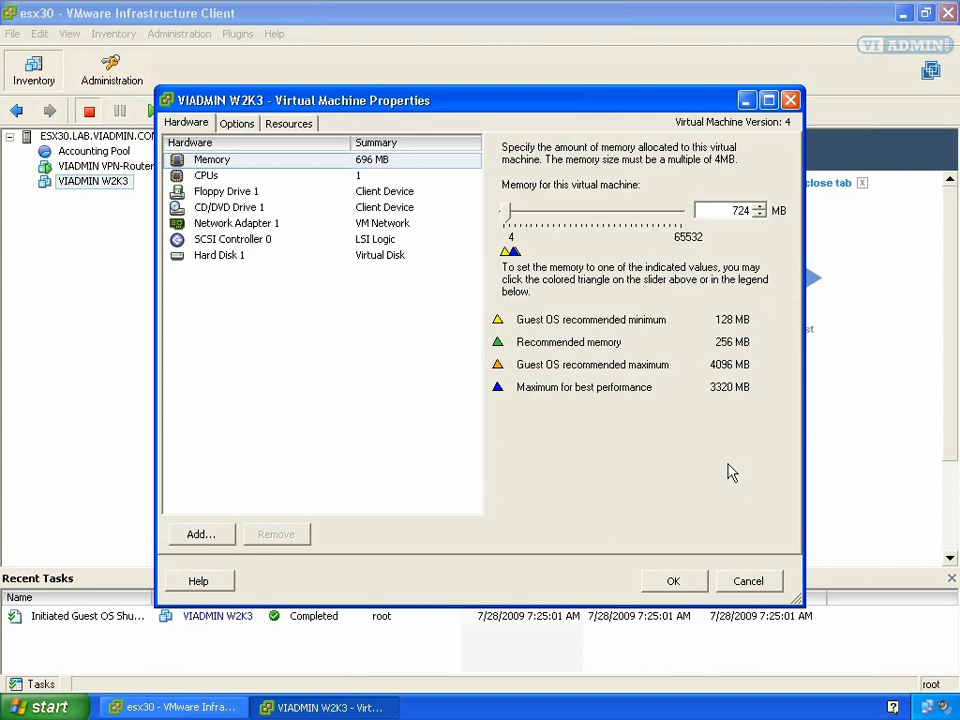 esx30 - VMware Infrastructure Client
File Edit View Inventory Administration Plugins Help
VI ADMIN
Inventory Administration
VIADMIN W2K3 - Virtual Machine Properties
Hardware Options Resources
Virtual Machine Version: 4
ESX30.LAB.VIADMIN.COM
Accounting Pool
VIADMIN VPN-Router
VIADMIN W2K3
Hardware Summary
Memory 696 MB
CPUs 1
Floppy Drive 1 Client Device
CD/DVD Drive 1 Client Device
Network Adapter 1 VM Network
SCSI Controller 0 LSI Logic
Hard Disk 1 Virtual Disk
Specify the amount of memory allocated to this virtual
machine. The memory size must be a multiple of 4MB.
Memory for this virtual machine:
724 MB
4 65532
To set the memory to one of the indicated values, you may
click the colored triangle on the slider above or in the legend
below.
Guest OS recommended minimum 128 MB
Recommended memory 256 MB
Guest OS recommended maximum 4096 MB
Maximum for best performance 3320 MB
close tab X
Add... Remove
Help OK Cancel
Recent Tasks
Name
Initiated Guest OS Shu... VIADMIN W2K3 Completed root 7/28/2009 7:25:01 AM 7/28/2009 7:25:01 AM 7/28/2009 7:25:01 AM
Tasks root
start esx30 - VMware Infra... VIADMIN W2K3 - Virt...